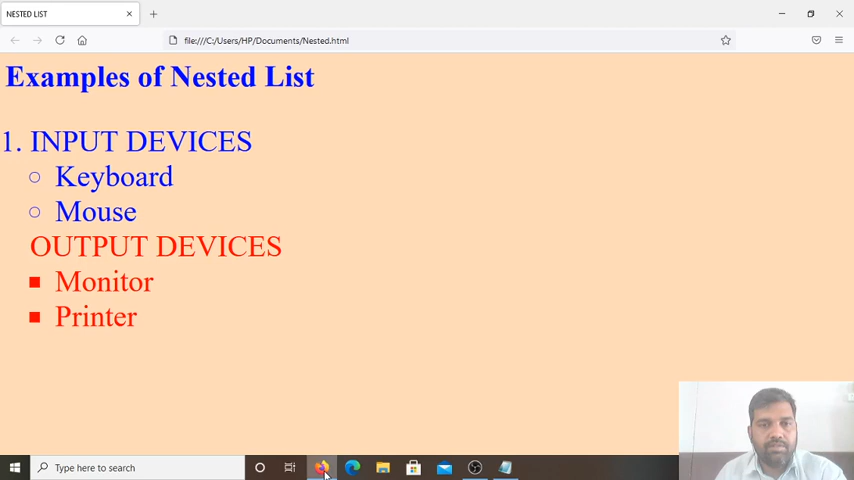 NESTED LIST
file:///C:/Users/HP/Documents/Nested.html
Examples of Nested List
1. INPUT DEVICES
Keyboard
Mouse
OUTPUT DEVICES
Monitor
Printer
Type here to search